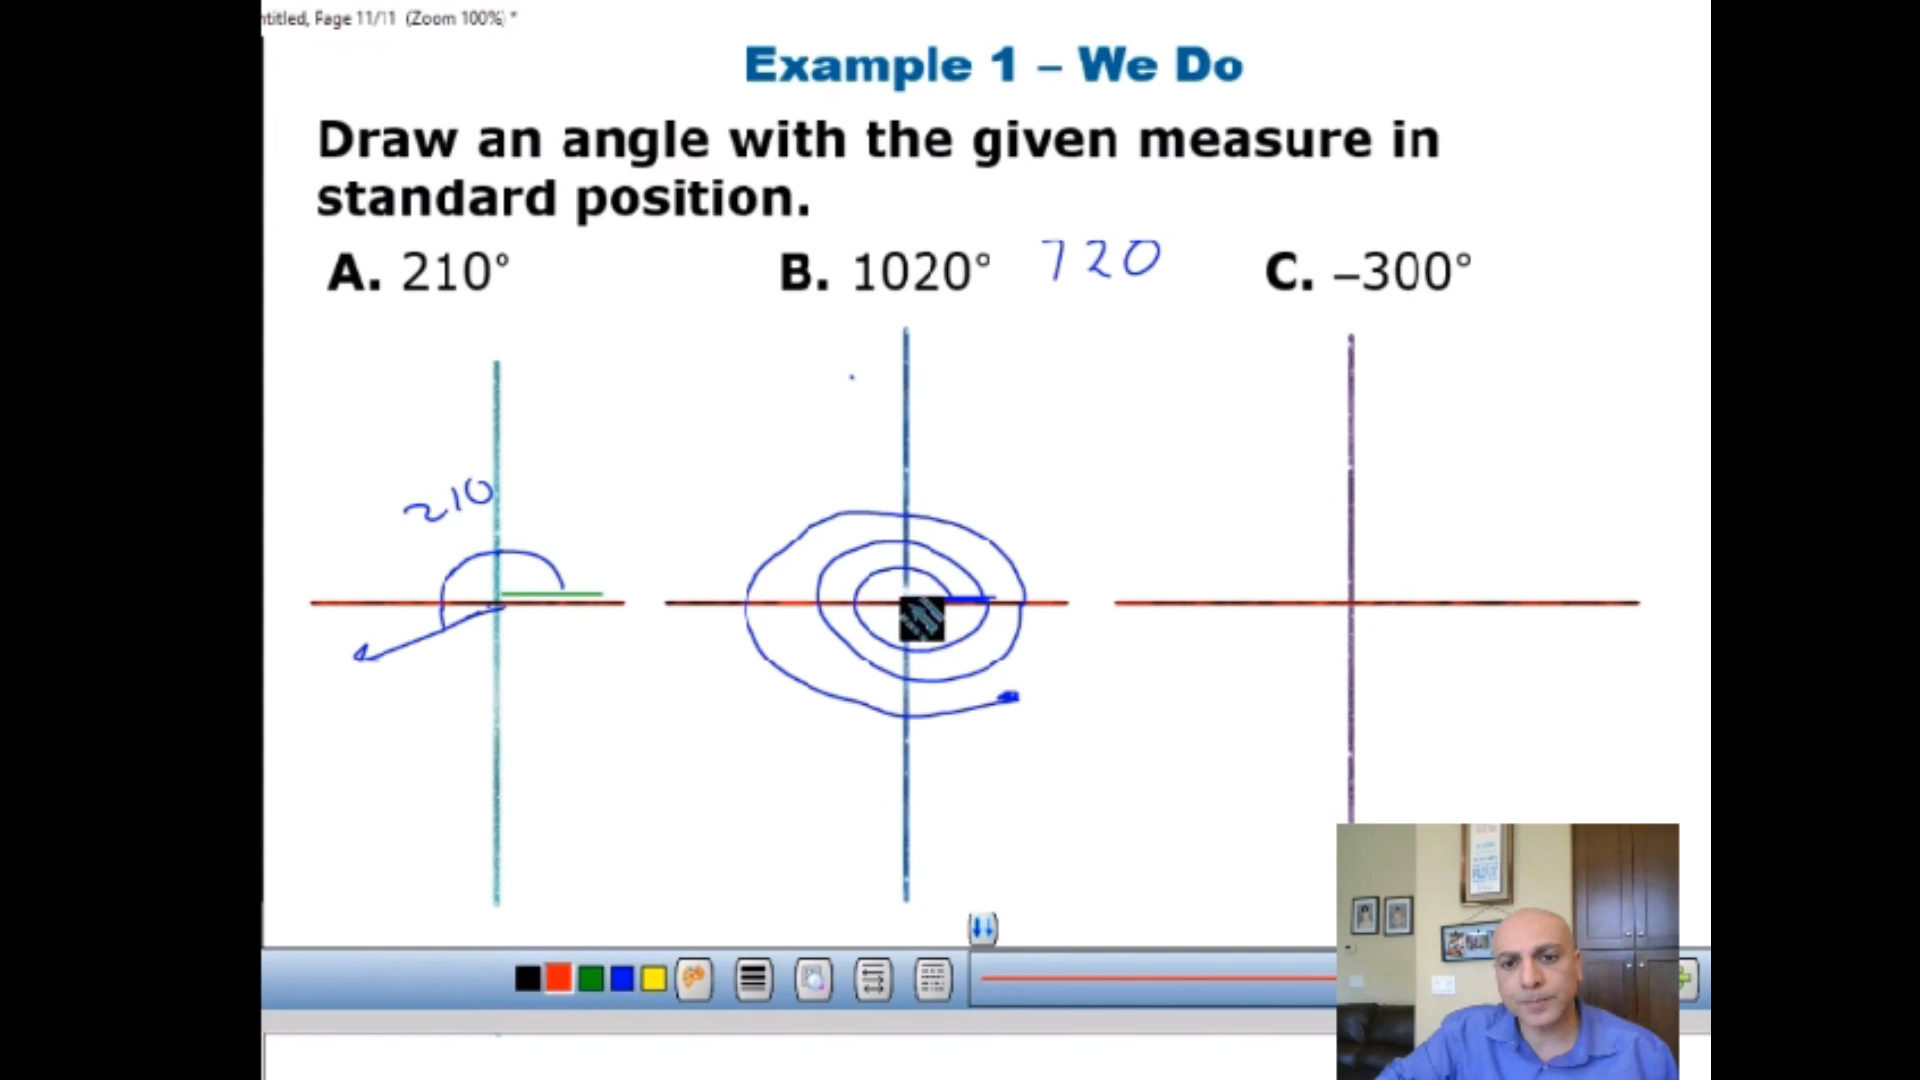 ntitled, Page 11/11 (Zoom 100%) *
Example 1 – We Do
Draw an angle with the given measure in
standard position.
A. 210° B. 1020° 720 C. –300°
210